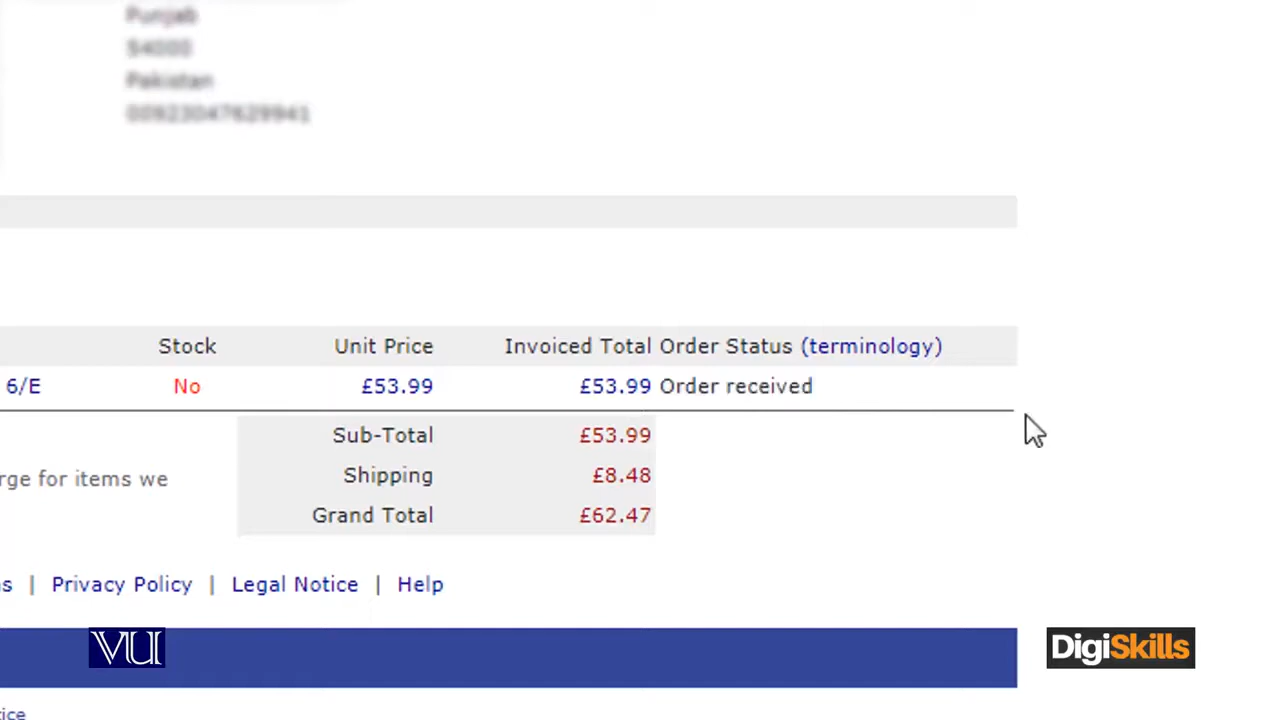 Punjab
54000
Pakistan
Stock Unit Price Invoiced Total Order Status (terminology)
6/E No £53.99 £53.99 Order received
Sub-Total £53.99
rge for items we Shipping £8.48
Grand Total £62.47
s | Privacy Policy | Legal Notice | Help
VU DigiSkills
tice